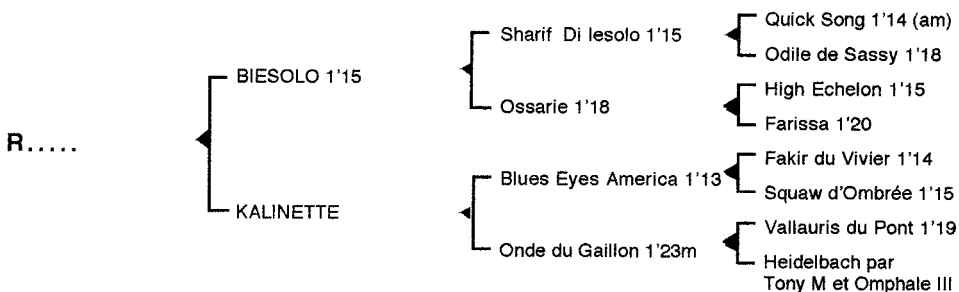 R.....
BIESOLO 1'15
KALINETTE
Sharif Di Iesolo 1'15
Ossarie 1'18
Blues Eyes America 1'13
Onde du Gaillon 1'23m
Quick Song 1'14 (am)
Odile de Sassy 1'18
High Echelon 1'15
Farissa 1'20
Fakir du Vivier 1'14
Squaw d'Ombrée 1'15
Vallauris du Pont 1'19
Heidelbach par
Tony M et Omphale III